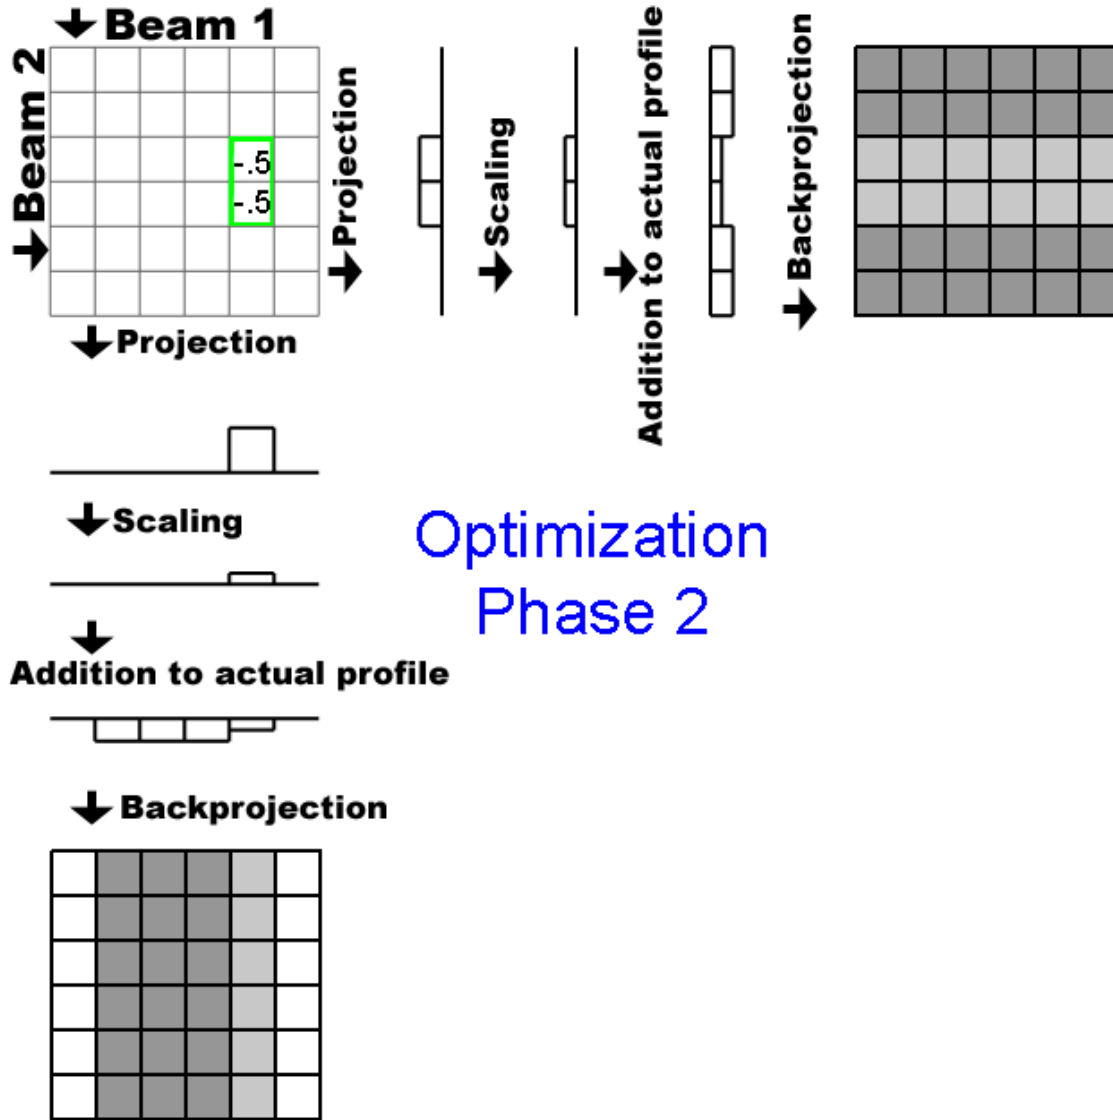 Beam 1
Beam 2
-.5
-.5
Projection
Scaling
Addition to actual profile
Backprojection
Projection
Scaling
Optimization
Phase 2
Addition to actual profile
Backprojection